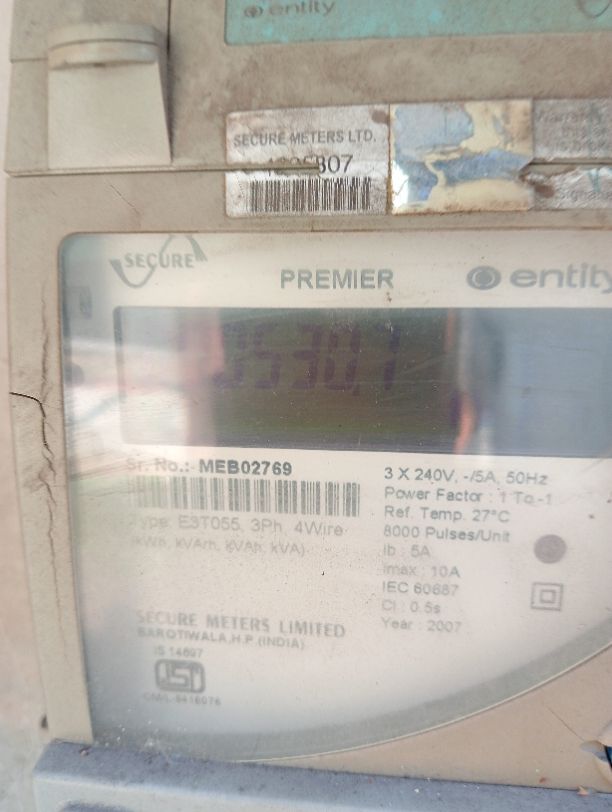 entity
SECURE METERS LTD.
SECURE
PREMIER
entity
Sr. No.:- MEB02769
3 X 240V, -/5A, 50Hz
Power Factor : 1 To -1
Ref. Temp. 27°C
Type: E3T055, 3Ph, 4Wire
8000 Pulses/Unit
(kWh, kVArh, kVAh, kVA)
Ib : 5A
Imax : 10A
IEC 60687
Cl : 0.5s
Year : 2007
SECURE METERS LIMITED
BAROTIWALA,H.P.(INDIA)
IS 14697
ISI